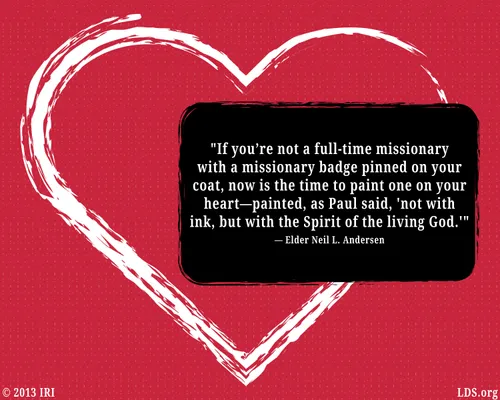 "If you're not a full-time missionary
with a missionary badge pinned on your
coat, now is the time to paint one on your
heart—painted, as Paul said, 'not with
ink, but with the Spirit of the living God.'"
— Elder Neil L. Andersen
© 2013 IRI
LDS.org